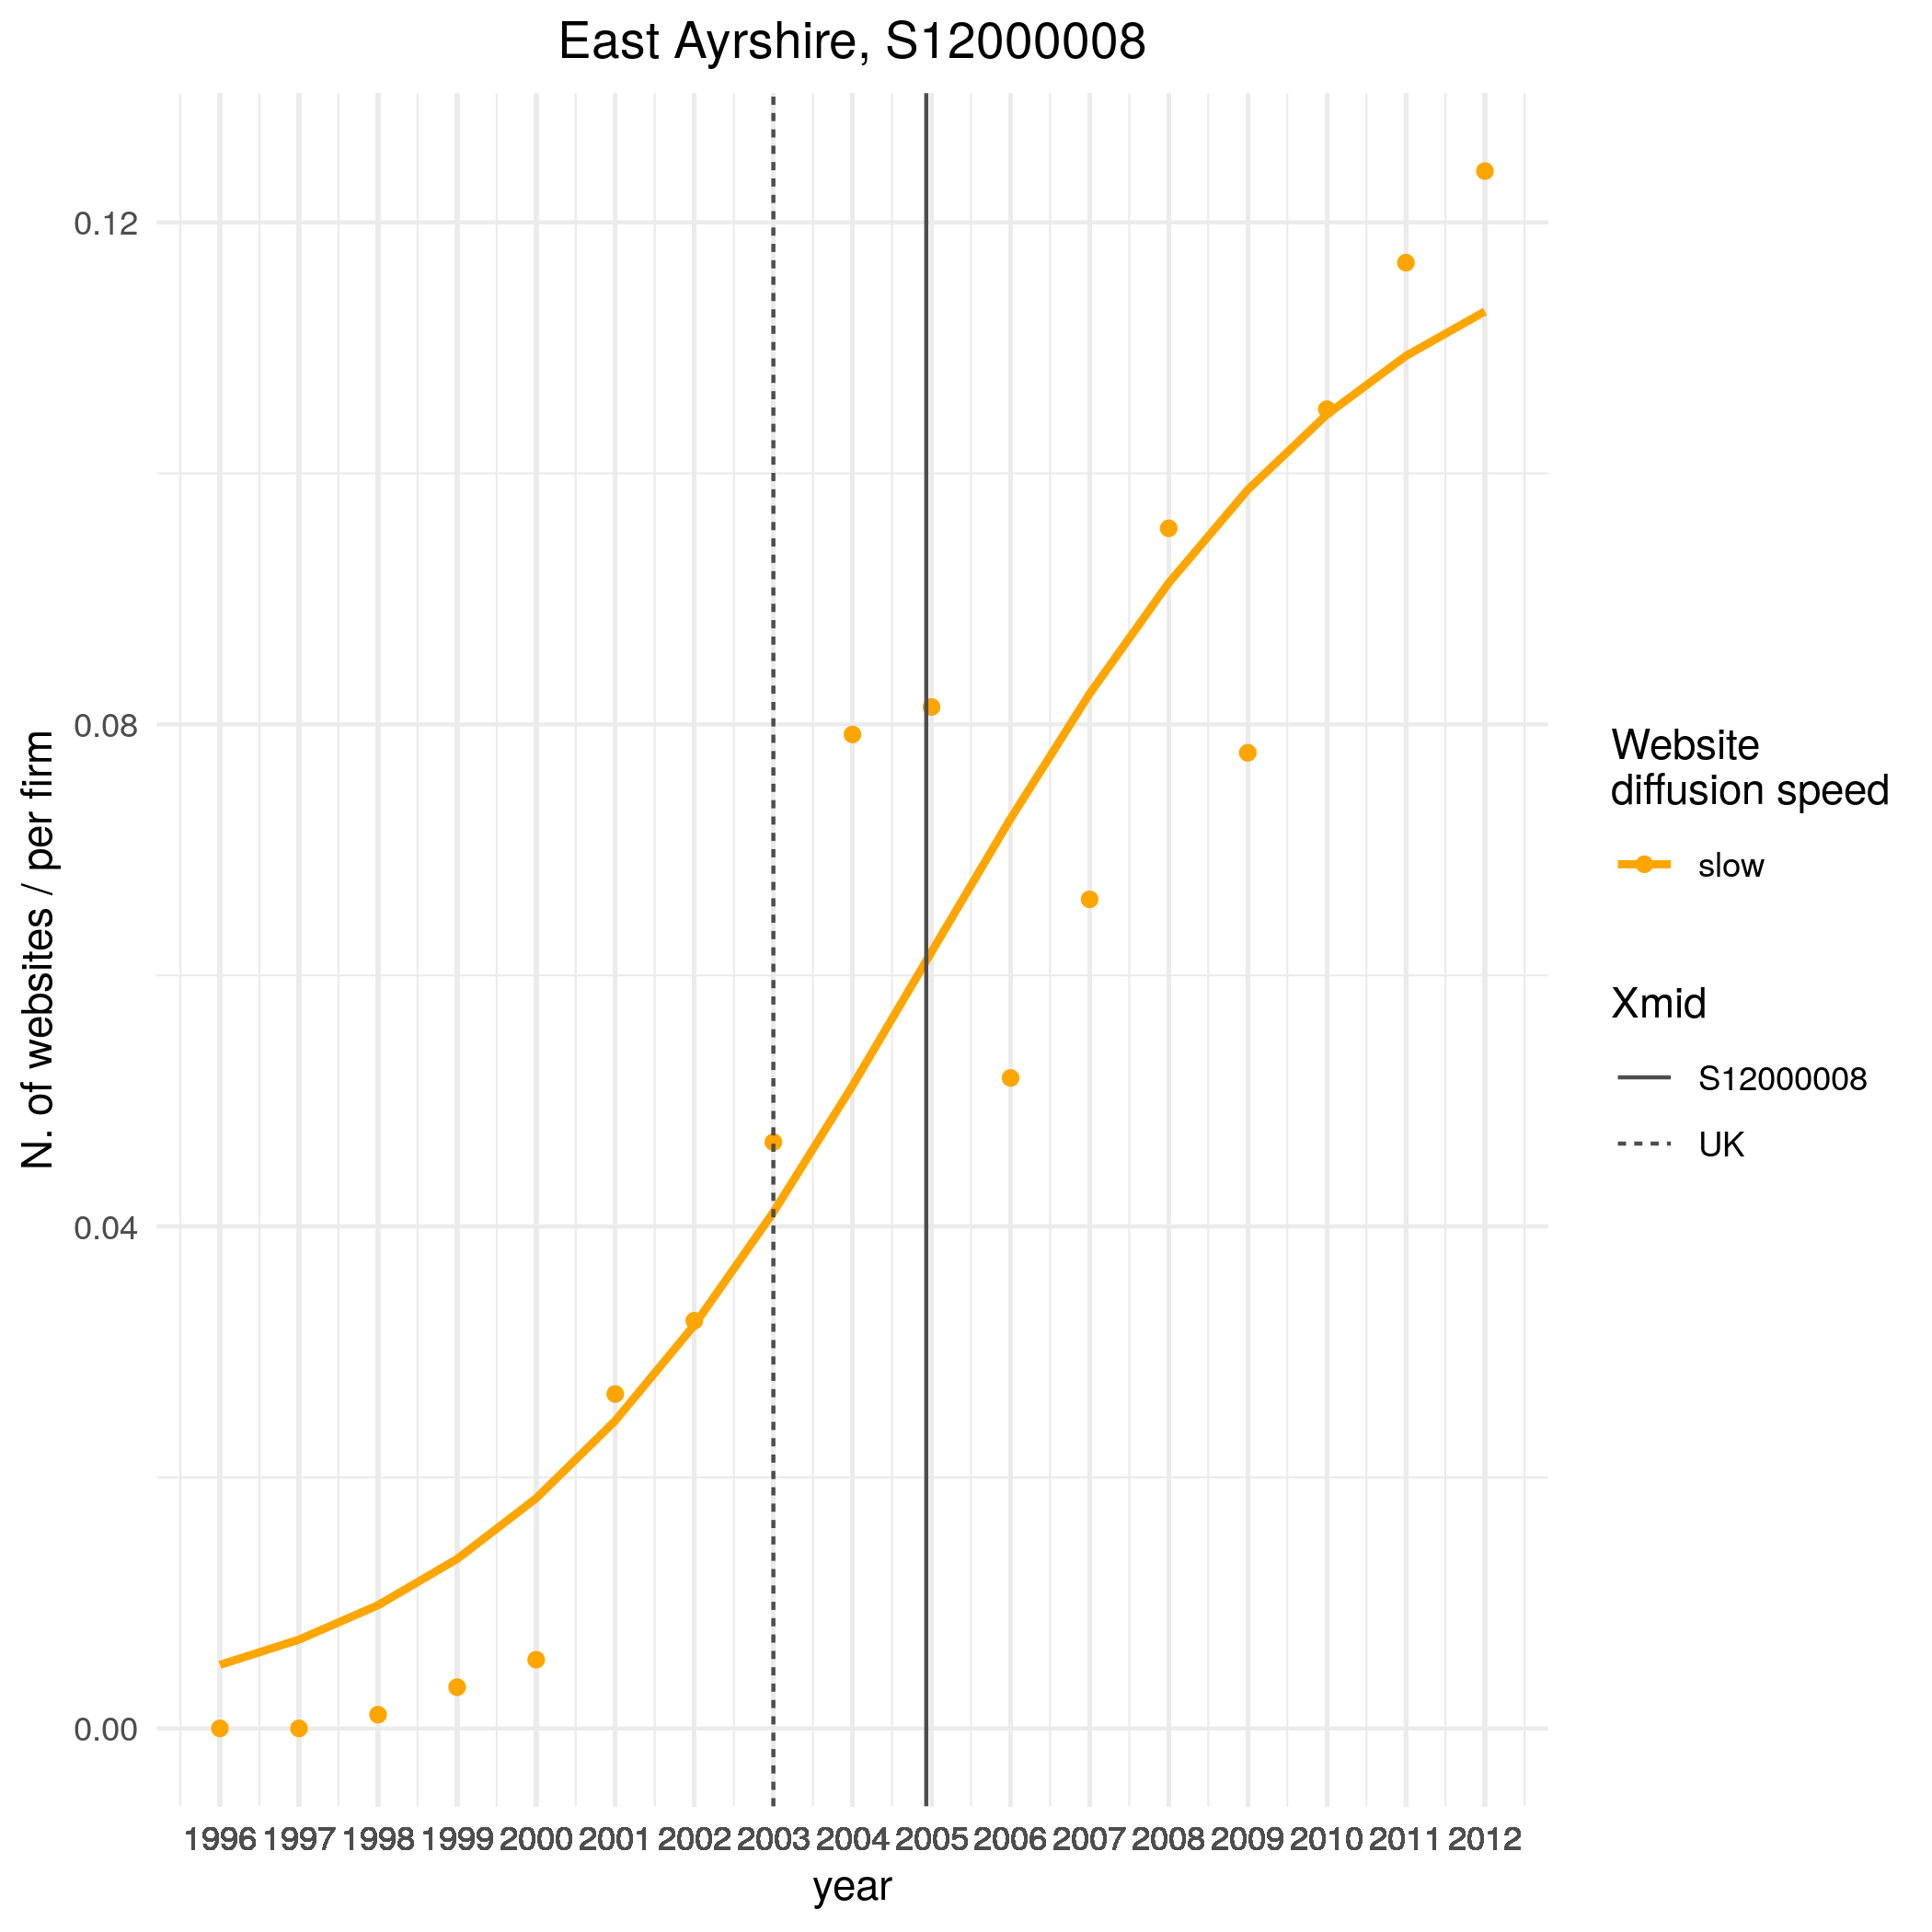 East Ayrshire, S12000008
N. of websites / per firm
0.12
0.08
0.04
0.00
1996 1997 1998 1999 2000 2001 2002 2003 2004 2005 2006 2007 2008 2009 2010 2011 2012
year
Website
diffusion speed
slow
Xmid
S12000008
UK